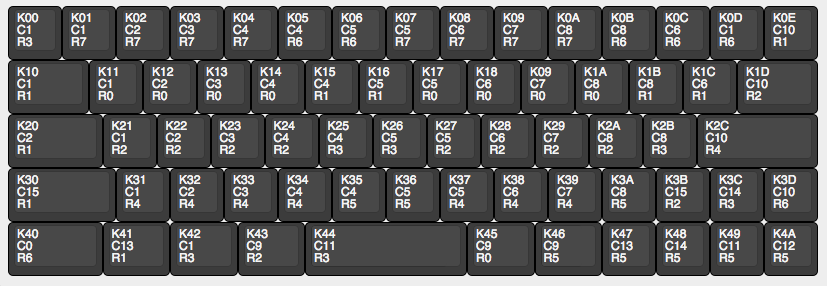 K00 K01 K02 K03 K04 K05 K06 K07 K08 K09 K0A K0B K0C K0D K0E
C1 C1 C2 C3 C4 C4 C5 C5 C6 C7 C8 C8 C6 C1 C10
R3 R7 R7 R7 R7 R6 R6 R7 R7 R7 R7 R6 R6 R6 R1
K10 K11 K12 K13 K14 K15 K16 K17 K18 K09 K1A K1B K1C K1D
C1 C1 C2 C3 C4 C4 C5 C5 C6 C7 C8 C8 C6 C10
R1 R0 R0 R0 R0 R1 R1 R0 R0 R0 R0 R1 R1 R2
K20 K21 K22 K23 K24 K25 K26 K27 K28 K29 K2A K2B K2C
C2 C1 C2 C3 C4 C4 C5 C5 C6 C7 C8 C8 C10
R1 R2 R2 R2 R2 R3 R3 R2 R2 R2 R2 R3 R4
K30 K31 K32 K33 K34 K35 K36 K37 K38 K39 K3A K3B K3C K3D
C15 C1 C2 C3 C4 C4 C5 C5 C6 C7 C8 C15 C14 C10
R1 R4 R4 R4 R4 R5 R5 R4 R4 R4 R5 R2 R3 R6
K40 K41 K42 K43 K44 K45 K46 K47 K48 K49 K4A
C0 C13 C1 C9 C11 C9 C9 C13 C14 C11 C12
R6 R1 R3 R2 R3 R0 R5 R5 R5 R5 R5